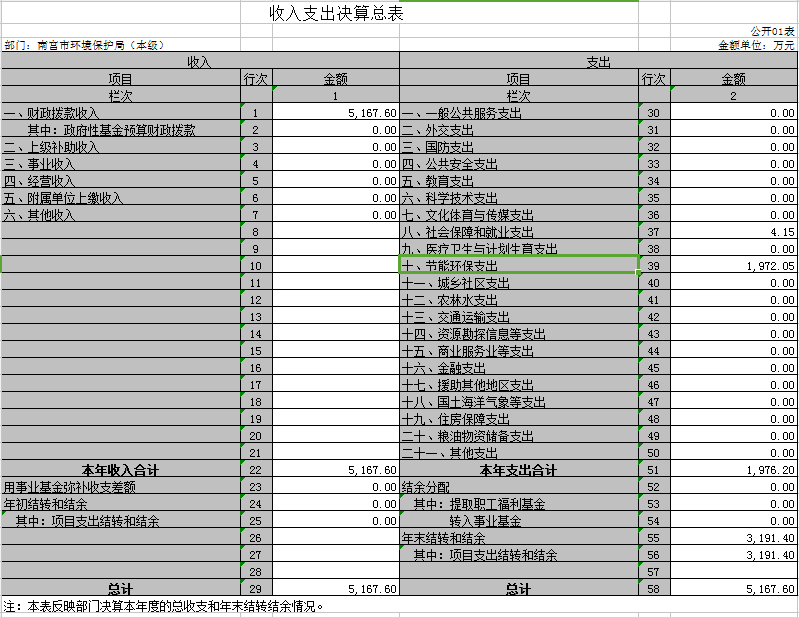 收入支出决算总表
公开01表
部门：南宫市环境保护局（本级） 金额单位：万元
收入 支出
项目 行次 金额 项目 行次 金额
栏次 1 栏次 2
一、财政拨款收入 1 5,167.60 一、一般公共服务支出 30 0.00
其中：政府性基金预算财政拨款 2 0.00 二、外交支出 31 0.00
二、上级补助收入 3 0.00 三、国防支出 32 0.00
三、事业收入 4 0.00 四、公共安全支出 33 0.00
四、经营收入 5 0.00 五、教育支出 34 0.00
五、附属单位上缴收入 6 0.00 六、科学技术支出 35 0.00
六、其他收入 7 0.00 七、文化体育与传媒支出 36 0.00
8 八、社会保障和就业支出 37 4.15
9 九、医疗卫生与计划生育支出 38 0.00
10 十、节能环保支出 39 1,972.05
11 十一、城乡社区支出 40 0.00
12 十二、农林水支出 41 0.00
13 十三、交通运输支出 42 0.00
14 十四、资源勘探信息等支出 43 0.00
15 十五、商业服务业等支出 44 0.00
16 十六、金融支出 45 0.00
17 十七、援助其他地区支出 46 0.00
18 十八、国土海洋气象等支出 47 0.00
19 十九、住房保障支出 48 0.00
20 二十、粮油物资储备支出 49 0.00
21 二十一、其他支出 50 0.00
本年收入合计 22 5,167.60 本年支出合计 51 1,976.20
用事业基金弥补收支差额 23 0.00 结余分配 52 0.00
年初结转和结余 24 0.00 其中：提取职工福利基金 53 0.00
其中：项目支出结转和结余 25 0.00 转入事业基金 54 0.00
26 年末结转和结余 55 3,191.40
27 其中：项目支出结转和结余 56 3,191.40
28 57
总计 29 5,167.60 总计 58 5,167.60
注：本表反映部门决算本年度的总收支和年末结转结余情况。